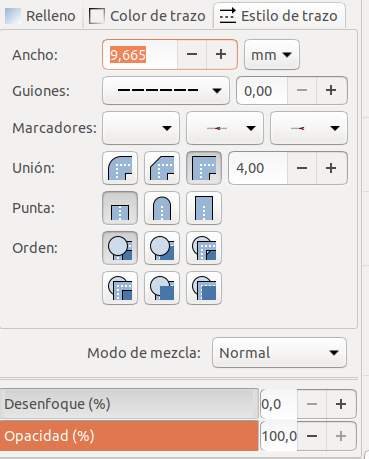 Relleno Color de trazo Estilo de trazo
Ancho: 9,665 − + mm
Guiones: 0,00 − +
Marcadores:
Unión: 4,00 − +
Punta:
Orden:
Modo de mezcla: Normal
Desenfoque (%) 0,0 − +
Opacidad (%) 100,0 − +